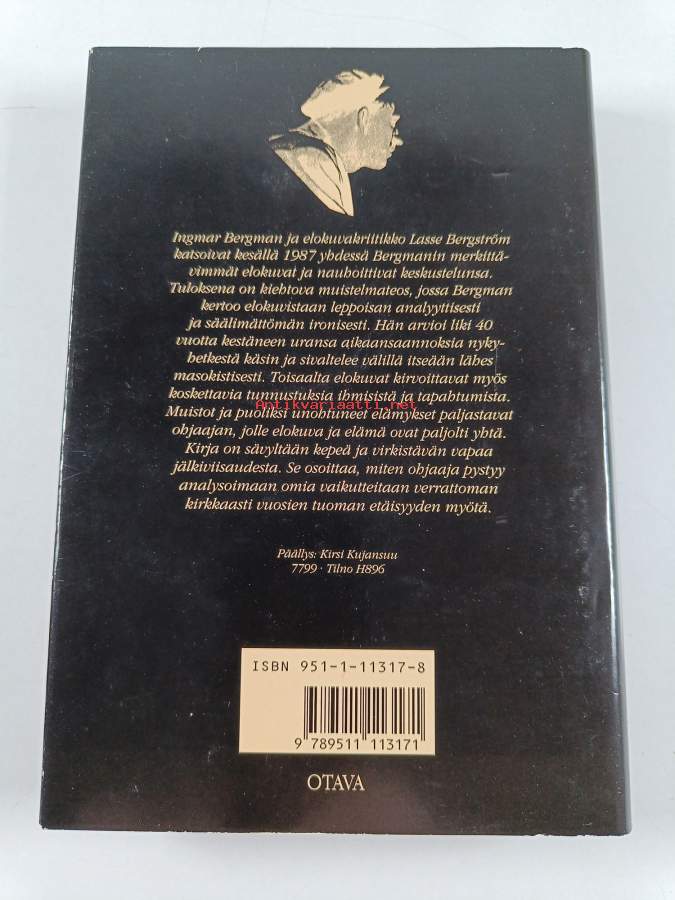 Ingmar Bergman ja elokuvakriitikko Lasse Bergström
katsoivat kesällä 1987 yhdessä Bergmanin merkittä-
vimmät elokuvat ja nauhoittivat keskustelunsa.
Tuloksena on kiehtova muistelmateos, jossa Bergman
kertoo elokuvistaan leppoisan analyyttisesti
ja säälimättömän ironisesti. Hän arvioi liki 40
vuotta kestäneen uransa aikaansaannoksia nyky-
hetkestä käsin ja sivaltelee välillä itseään lähes
masokistisesti. Toisaalta elokuvat kirvoittavat myös
koskettavia tunnustuksia ihmisistä ja tapahtumista.
Antikvariaatti.net
Muistot ja puoliksi unohtuneet elämykset paljastavat
ohjaajan, jolle elokuva ja elämä ovat paljolti yhtä.
Kirja on sävyltään kepeä ja virkistävän vapaa
jälkiviisaudesta. Se osoittaa, miten ohjaaja pystyy
analysoimaan omia vaikutteitaan verrattoman
kirkkaasti vuosien tuoman etäisyyden myötä.
Päällys: Kirsi Kujansuu
7799 · Tilno H896
ISBN 951-1-11317-8
9 789511 113171
OTAVA